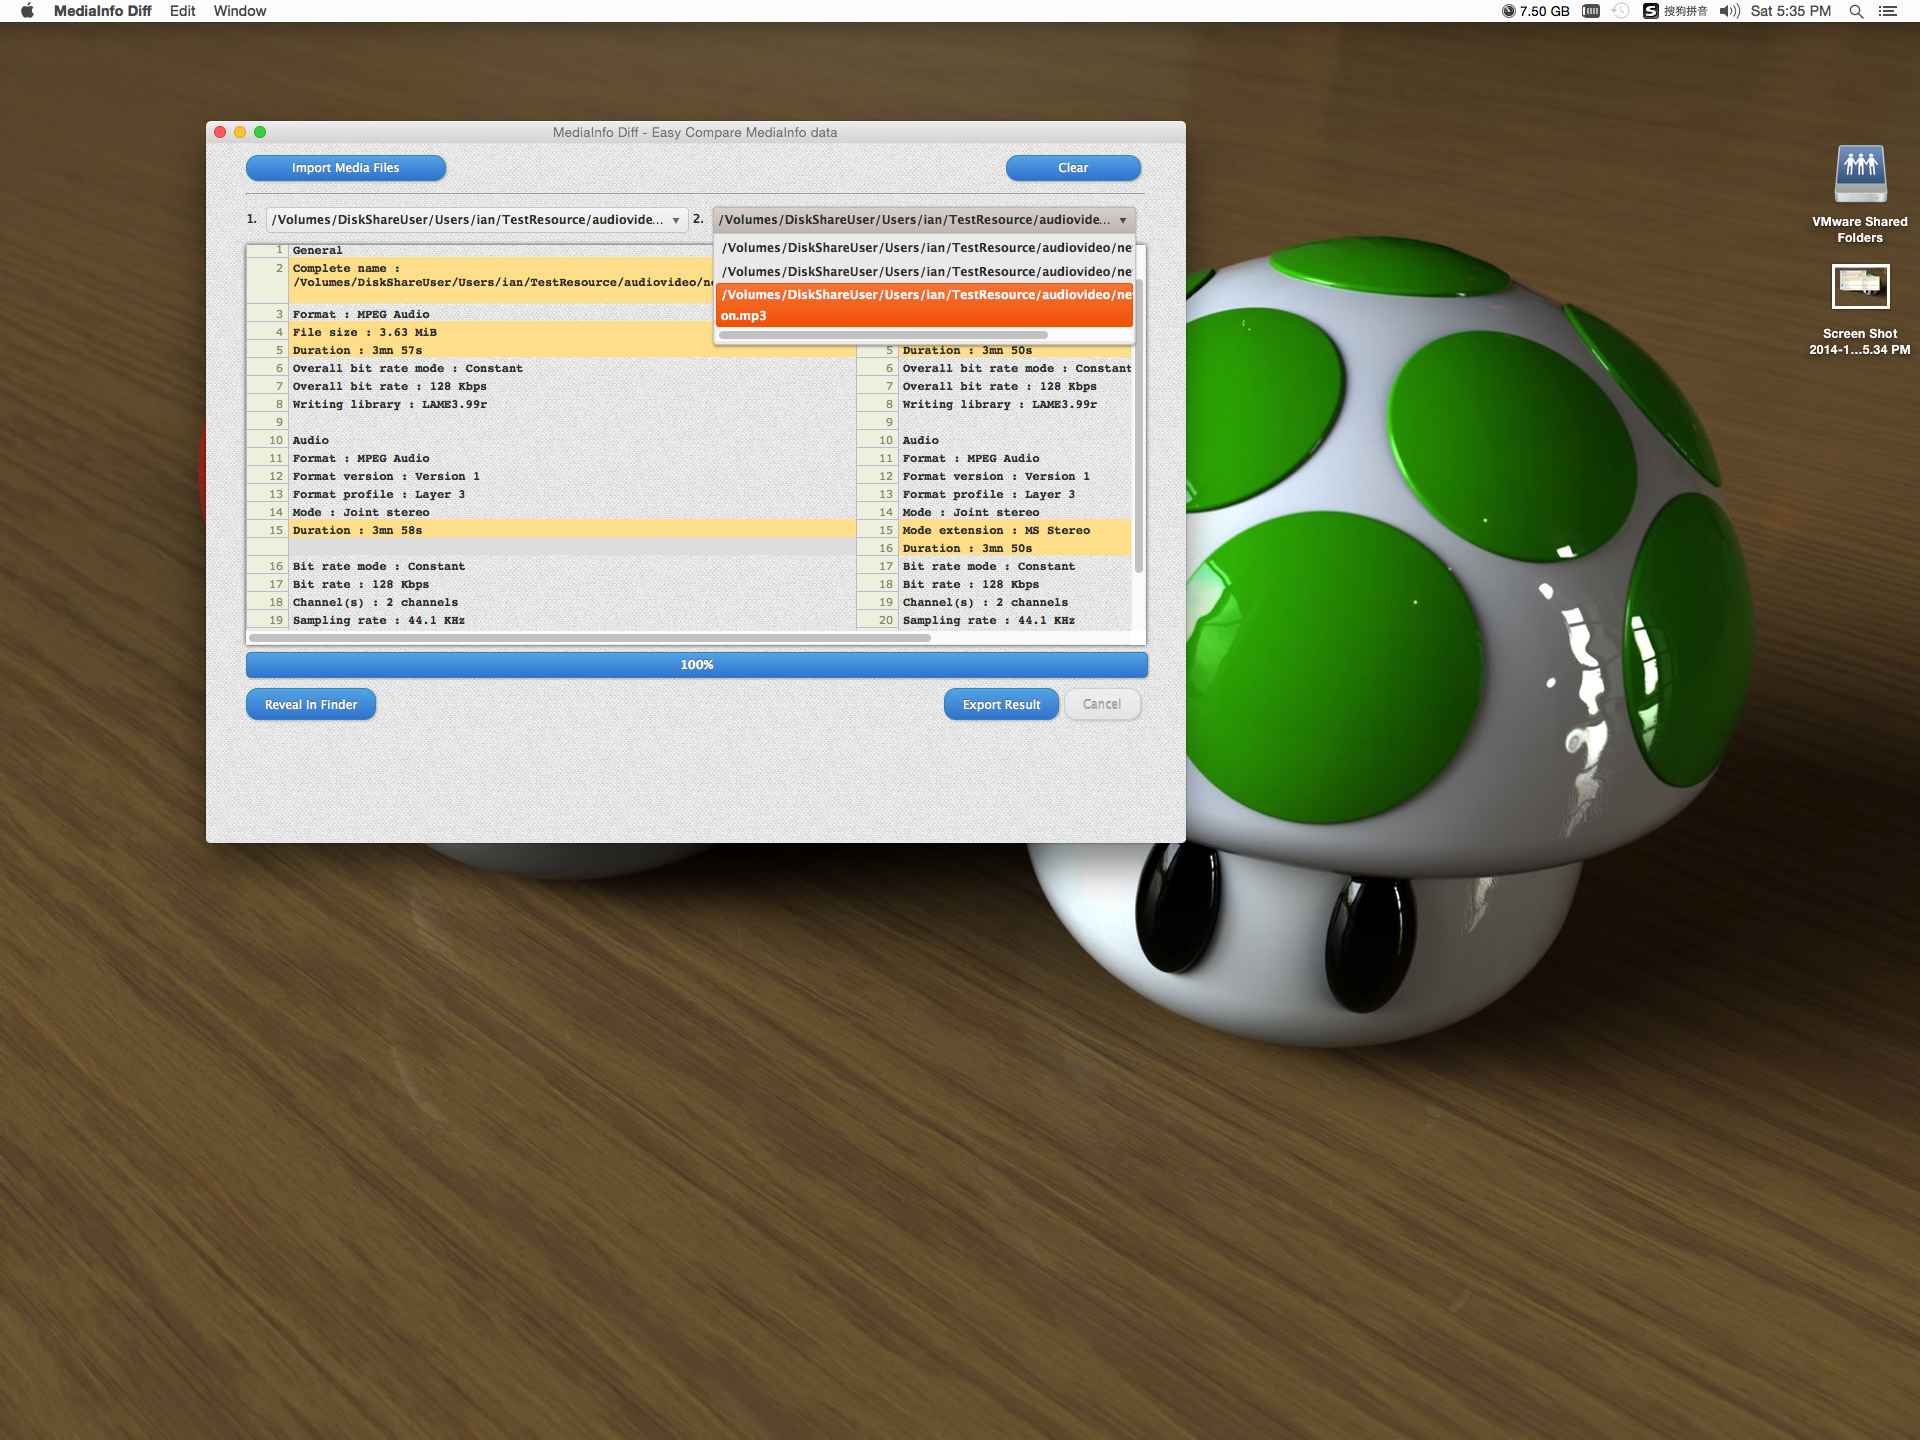 MediaInfo Diff Edit Window 7.50 GB 搜狗拼音 Sat 5:35 PM
MediaInfo Diff - Easy Compare MediaInfo data
Import Media Files Clear
1. /Volumes/DiskShareUser/Users/ian/TestResource/audiovide... 2. /Volumes/DiskShareUser/Users/ian/TestResource/audiovide...
/Volumes/DiskShareUser/Users/ian/TestResource/audiovideo/ne
/Volumes/DiskShareUser/Users/ian/TestResource/audiovideo/ne
/Volumes/DiskShareUser/Users/ian/TestResource/audiovideo/ne
on.mp3
1 General
2 Complete name :
/Volumes/DiskShareUser/Users/ian/TestResource/audiovideo/ne
3 Format : MPEG Audio
4 File size : 3.63 MiB
5 Duration : 3mn 57s
6 Overall bit rate mode : Constant
7 Overall bit rate : 128 Kbps
8 Writing library : LAME3.99r
9
10 Audio
11 Format : MPEG Audio
12 Format version : Version 1
13 Format profile : Layer 3
14 Mode : Joint stereo
15 Duration : 3mn 58s
16 Bit rate mode : Constant
17 Bit rate : 128 Kbps
18 Channel(s) : 2 channels
19 Sampling rate : 44.1 KHz
5 Duration : 3mn 50s
6 Overall bit rate mode : Constant
7 Overall bit rate : 128 Kbps
8 Writing library : LAME3.99r
9
10 Audio
11 Format : MPEG Audio
12 Format version : Version 1
13 Format profile : Layer 3
14 Mode : Joint stereo
15 Mode extension : MS Stereo
16 Duration : 3mn 50s
17 Bit rate mode : Constant
18 Bit rate : 128 Kbps
19 Channel(s) : 2 channels
20 Sampling rate : 44.1 KHz
100%
Reveal In Finder Export Result Cancel
VMware Shared
Folders
Screen Shot
2014-1...5.34 PM